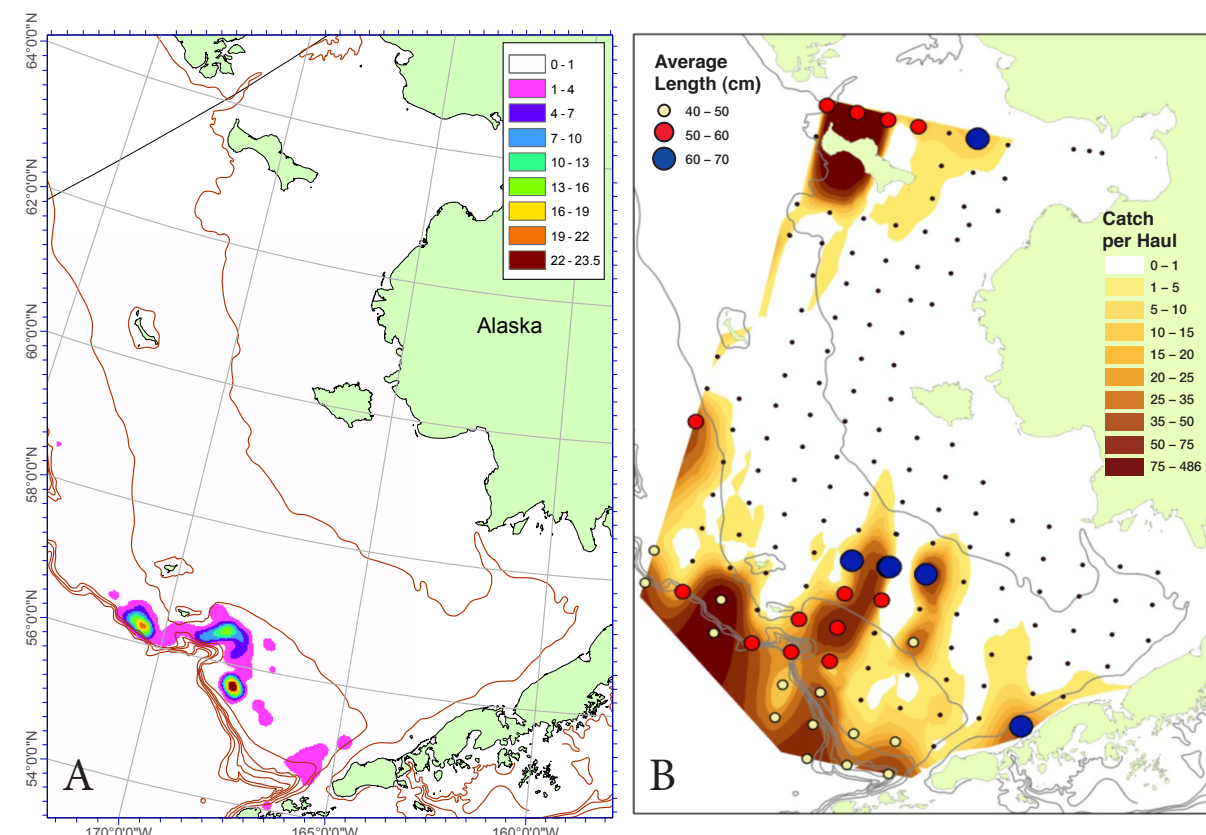 64°0'0"N
62°0'0"N
60°0'0"N
58°0'0"N
56°0'0"N
54°0'0"N
0 - 1
1 - 4
4 - 7
7 - 10
10 - 13
13 - 16
16 - 19
19 - 22
22 - 23.5
Alaska
A
170°0'0"W
165°0'0"W
160°0'0"W
Average
Length (cm)
40 – 50
50 – 60
60 – 70
Catch
per Haul
0 – 1
1 – 5
5 – 10
10 – 15
15 – 20
20 – 25
25 – 35
35 – 50
50 – 75
75 – 486
B